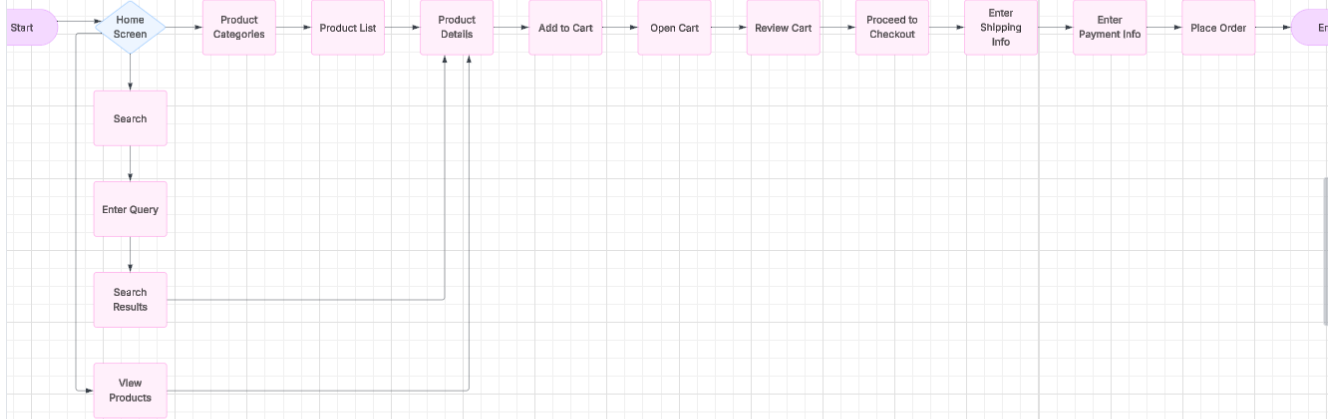 Start
Home
Screen
Product
Categories
Product List
Product
Details
Add to Cart
Open Cart
Review Cart
Proceed to
Checkout
Enter
Shipping
Info
Enter
Payment Info
Place Order
Search
Enter Query
Search
Results
View
Products